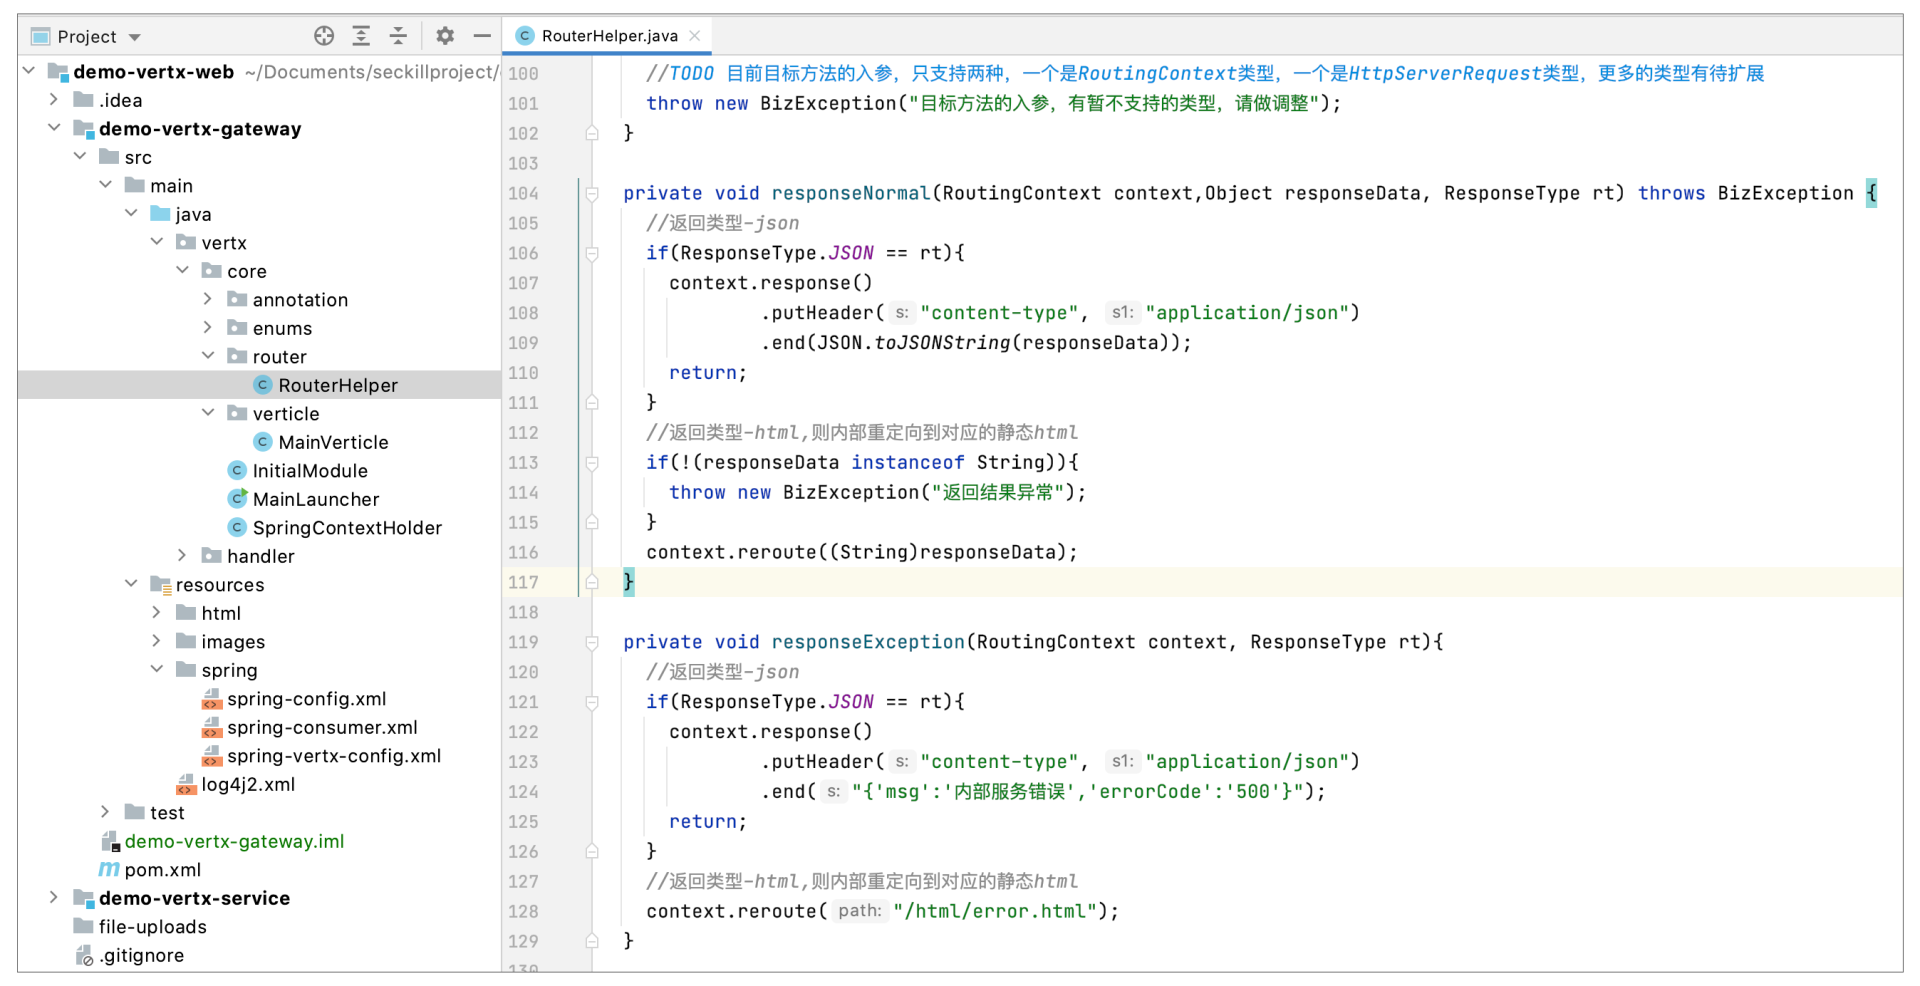 Project
demo-vertx-web ~/Documents/seckillproject/
.idea
demo-vertx-gateway
src
main
java
vertx
core
annotation
enums
router
RouterHelper
verticle
MainVerticle
InitialModule
MainLauncher
SpringContextHolder
handler
resources
html
images
spring
spring-config.xml
spring-consumer.xml
spring-vertx-config.xml
log4j2.xml
test
demo-vertx-gateway.iml
pom.xml
demo-vertx-service
file-uploads
.gitignore
RouterHelper.java
100 //TODO 目前目标方法的入参，只支持两种，一个是RoutingContext类型，一个是HttpServerRequest类型，更多的类型有待扩展
101 throw new BizException("目标方法的入参，有暂不支持的类型，请做调整");
102 }
103
104 private void responseNormal(RoutingContext context,Object responseData, ResponseType rt) throws BizException {
105 //返回类型-json
106 if(ResponseType.JSON == rt){
107 context.response()
108 .putHeader( s: "content-type", s1: "application/json")
109 .end(JSON.toJSONString(responseData));
110 return;
111 }
112 //返回类型-html,则内部重定向到对应的静态html
113 if(!(responseData instanceof String)){
114 throw new BizException("返回结果异常");
115 }
116 context.reroute((String)responseData);
117 }
118
119 private void responseException(RoutingContext context, ResponseType rt){
120 //返回类型-json
121 if(ResponseType.JSON == rt){
122 context.response()
123 .putHeader( s: "content-type", s1: "application/json")
124 .end( s: "{'msg':'内部服务错误','errorCode':'500'}");
125 return;
126 }
127 //返回类型-html,则内部重定向到对应的静态html
128 context.reroute( path: "/html/error.html");
129 }
130